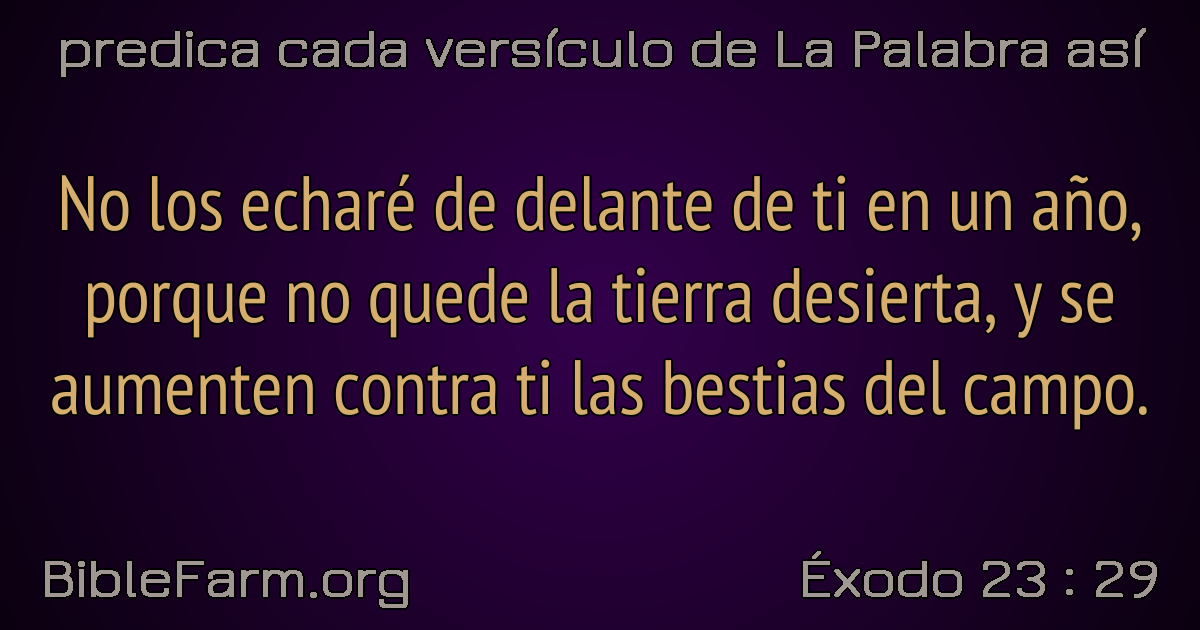 predica cada versículo de La Palabra así
No los echaré de delante de ti en un año,
porque no quede la tierra desierta, y se
aumenten contra ti las bestias del campo.
BibleFarm.org
Éxodo 23 : 29